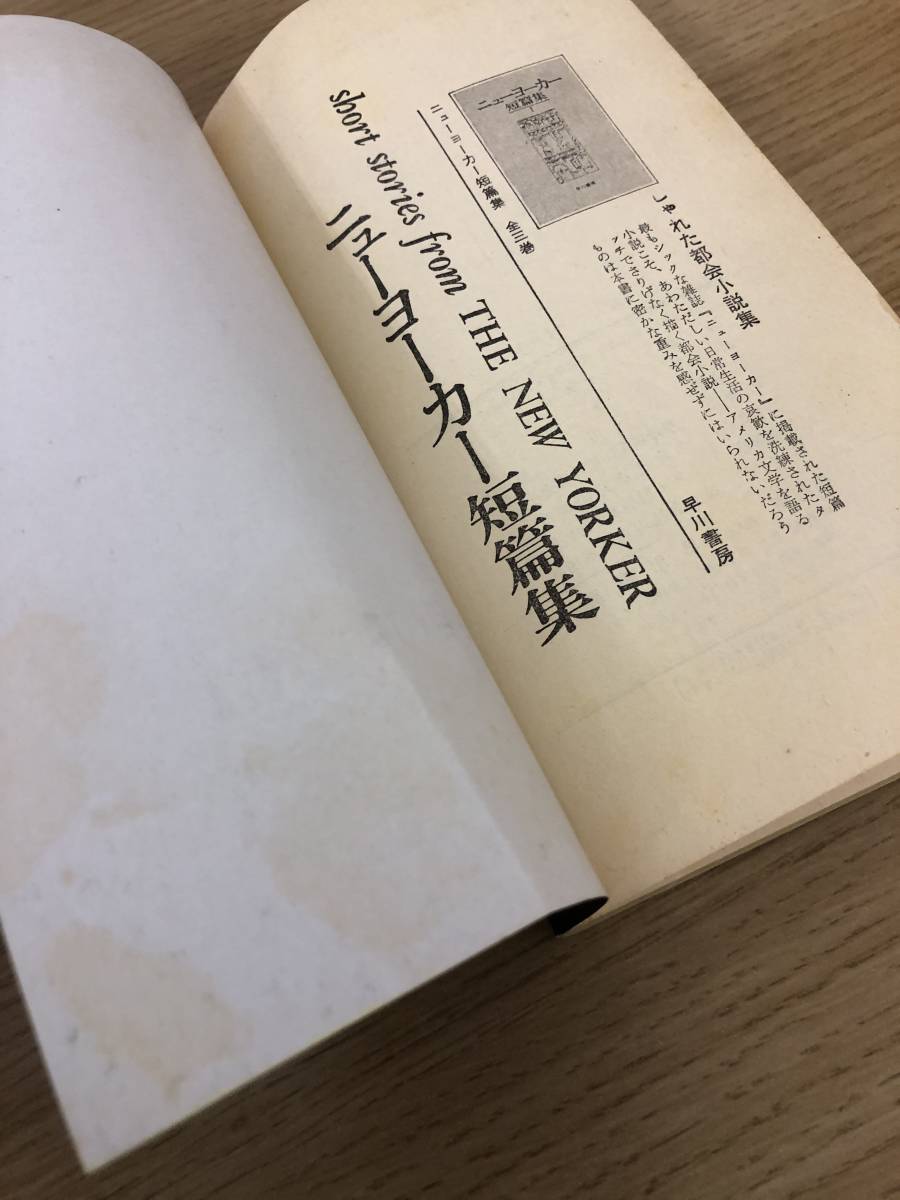 しゃれた都会小説集
最もシックな雑誌『ニューヨーカー』に掲載された短篇
小説こそ、あわただしい日常生活の哀歓を洗練されたタ
ッチでさりげなく描く都会小説――アメリカ文学を語る
ものは本書に密かな重みを感ぜずにはいられないだろう
早川書房
ニューヨーカー
短篇集
早川書房
ニューヨーカー短篇集 全三巻
short stories from THE NEW YORKER
ニューヨーカー短篇集